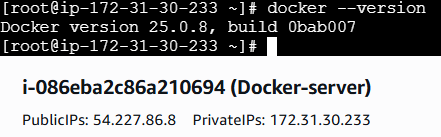 [root@ip-172-31-30-233 ~]# docker --version
Docker version 25.0.8, build 0bab007
[root@ip-172-31-30-233 ~]#
i-086eba2c86a210694 (Docker-server)
PublicIPs: 54.227.86.8 PrivateIPs: 172.31.30.233